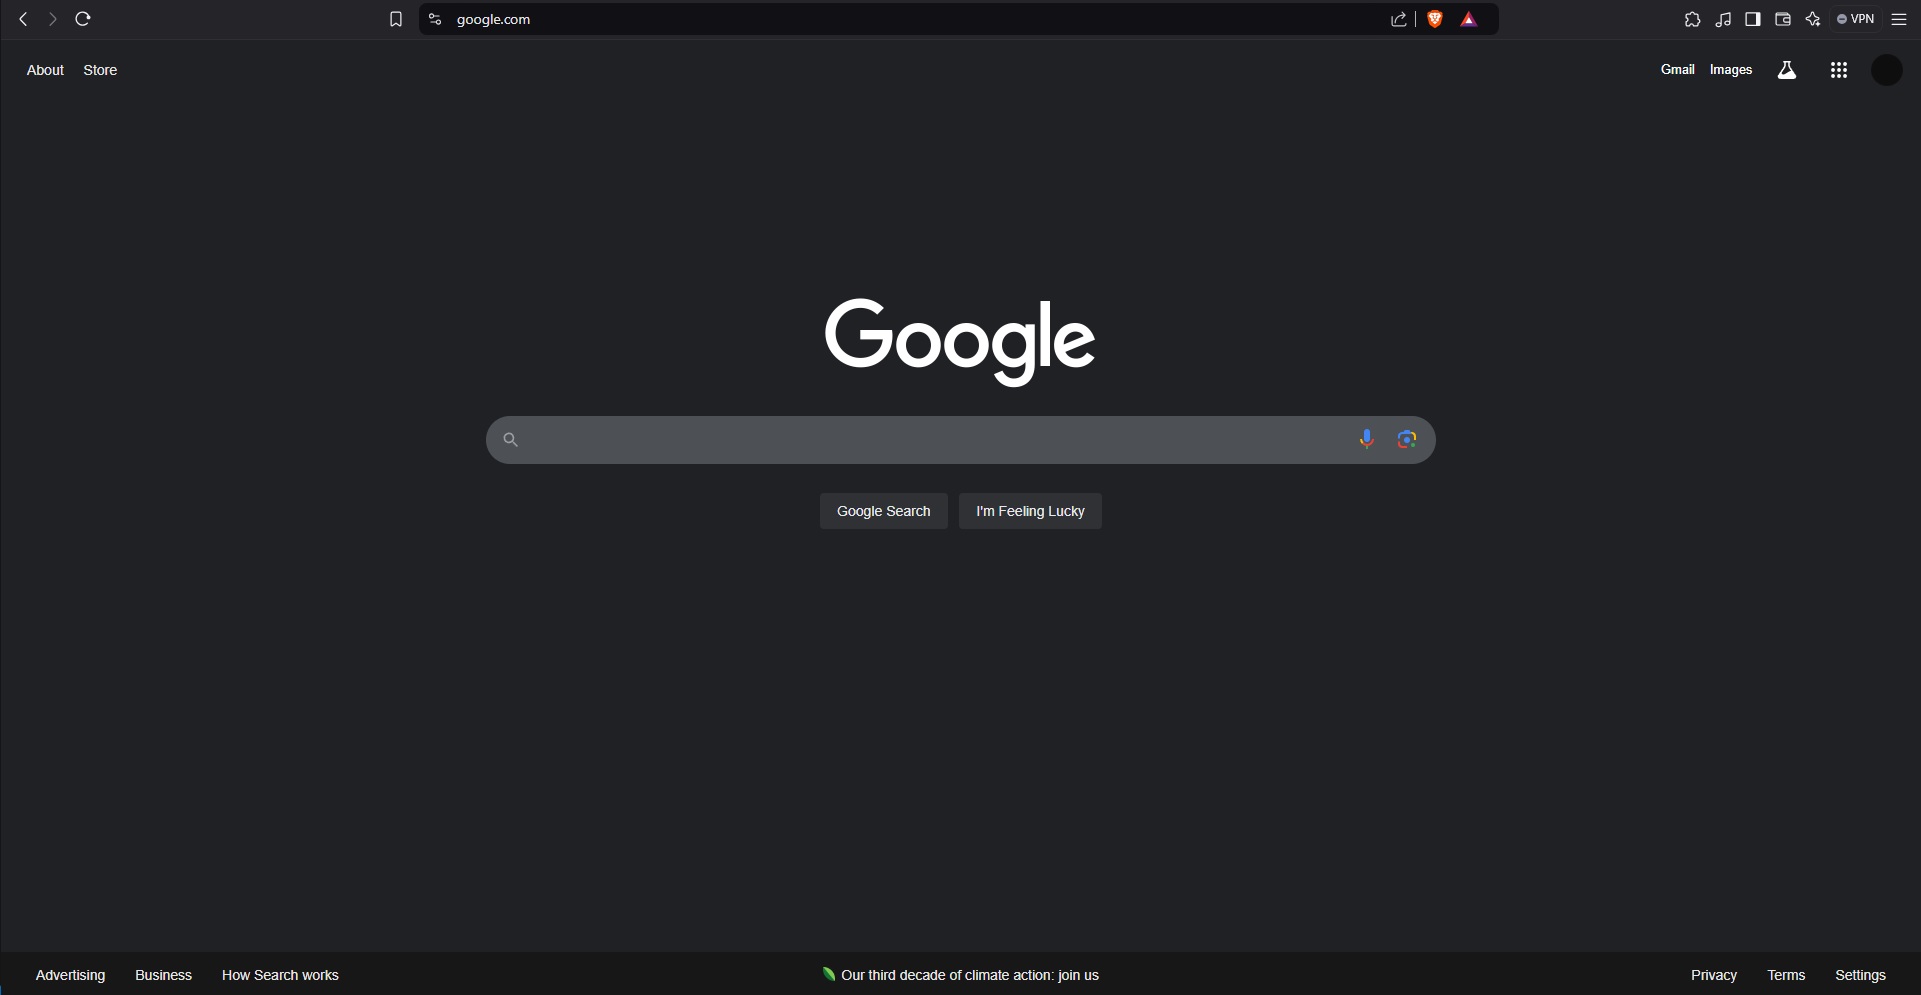 google.com
VPN
About Store
Gmail Images
Google
Google Search I'm Feeling Lucky
Advertising Business How Search works
Our third decade of climate action: join us
Privacy Terms Settings